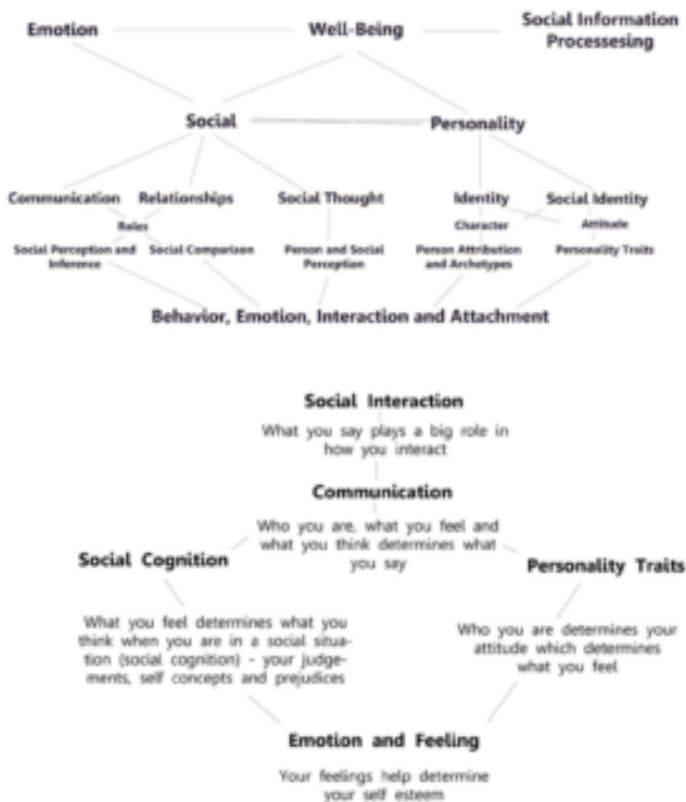 Emotion
Well-Being
Social Information
Processesing
Social
Personality
Communication
Relationships
Social Thought
Identity
Social Identity
Roles
Character
Attitude
Social Perception and
Inference
Social Comparison
Person and Social
Perception
Person Attribution
and Archetypes
Personality Traits
Behavior, Emotion, Interaction and Attachment
Social Interaction
What you say plays a big role in
how you interact
Communication
Who you are, what you feel and
what you think determines what
you say
Social Cognition
Personality Traits
What you feel determines what you
think when you are in a social situa-
tion (social cognition) - your judge-
ments, self concepts and prejudices
Who you are determines your
attitude which determines
what you feel
Emotion and Feeling
Your feelings help determine
your self esteem